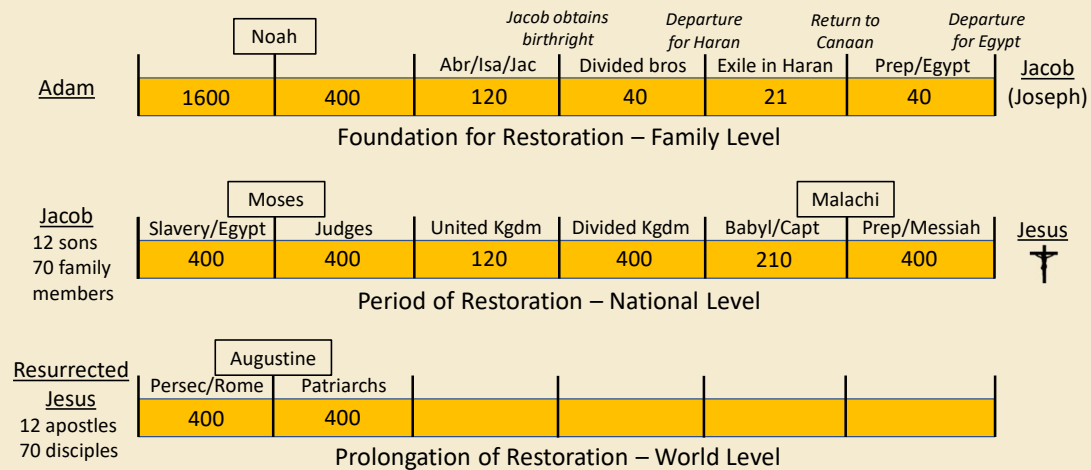 Jacob obtains
birthright
Departure
for Haran
Return to
Canaan
Departure
for Egypt
Noah
Abr/Isa/Jac
Divided bros
Exile in Haran
Prep/Egypt
Adam
1600
400
120
40
21
40
Jacob
(Joseph)
Foundation for Restoration – Family Level
Moses
Malachi
Jacob
12 sons
70 family
members
Slavery/Egypt
Judges
United Kgdm
Divided Kgdm
Babyl/Capt
Prep/Messiah
400
400
120
400
210
400
Jesus
Period of Restoration – National Level
Augustine
Resurrected
Jesus
12 apostles
70 disciples
Persec/Rome
Patriarchs
400
400
Prolongation of Restoration – World Level